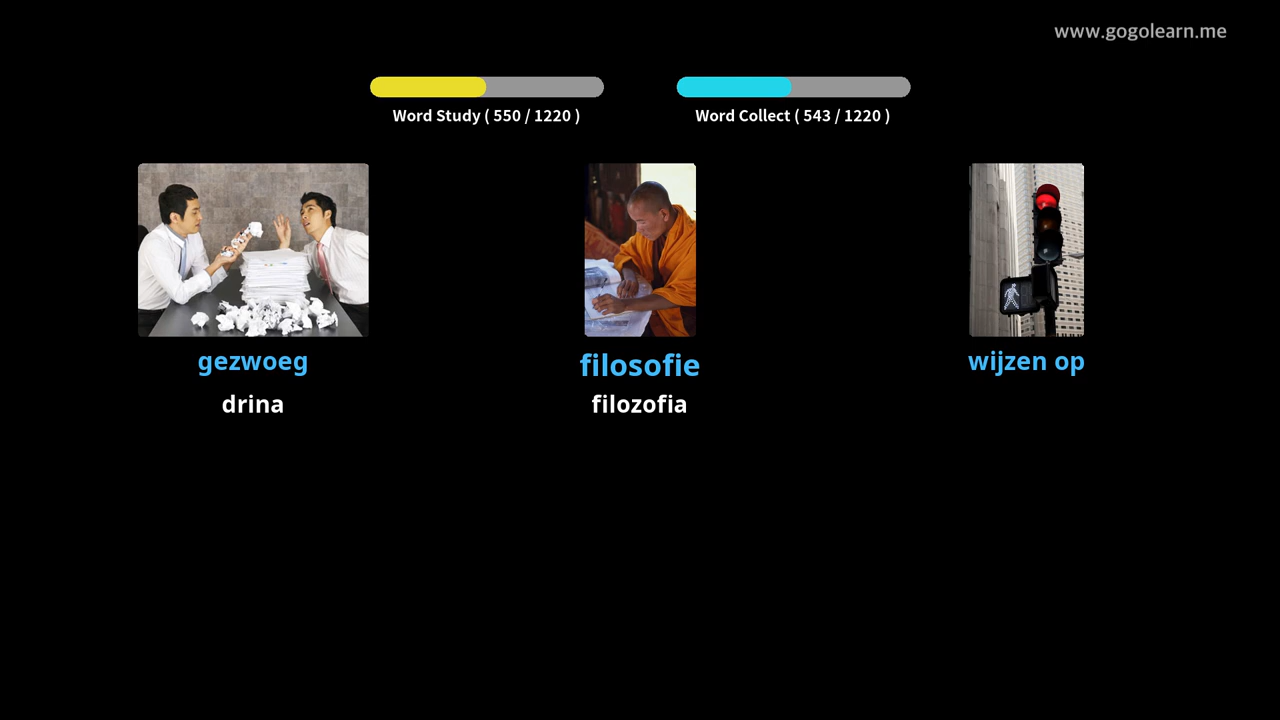 www.gogolearn.me
Word Study ( 550 / 1220 )
Word Collect ( 543 / 1220 )
gezwoeg
drina
filosofie
filozofia
wijzen op